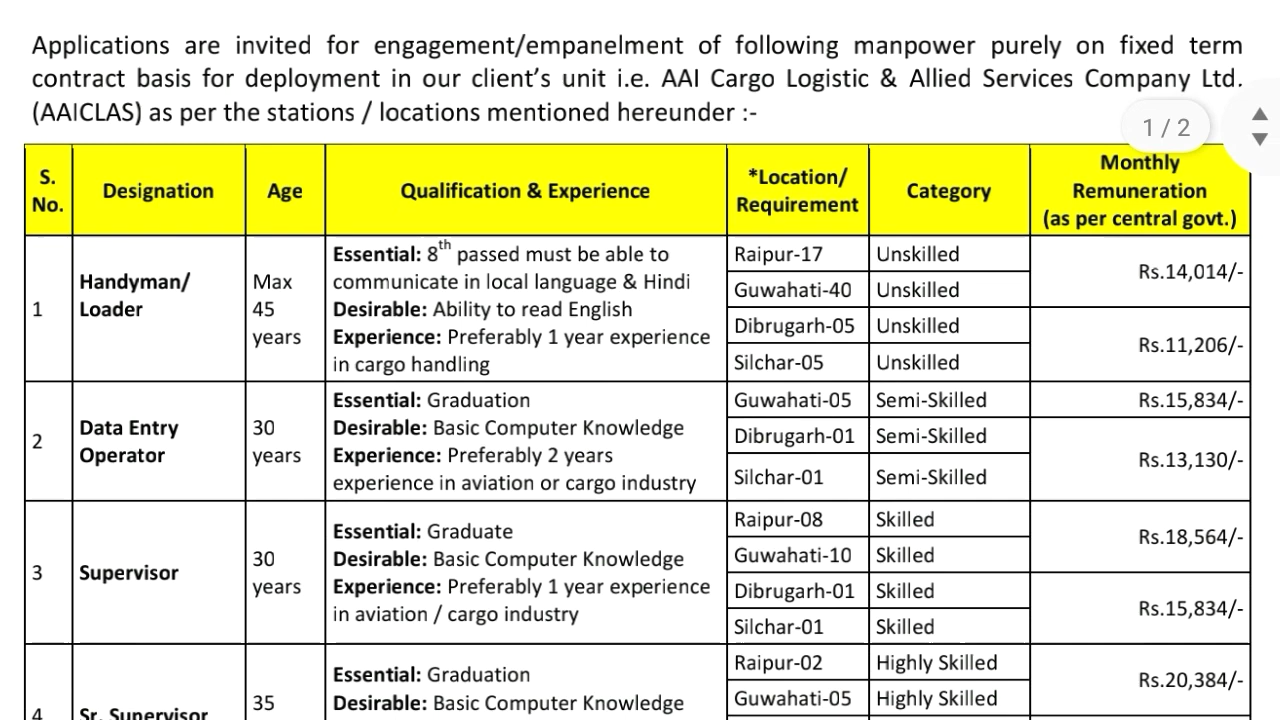 Applications are invited for engagement/empanelment of following manpower purely on fixed term
contract basis for deployment in our client’s unit i.e. AAI Cargo Logistic & Allied Services Company Ltd.
(AAICLAS) as per the stations / locations mentioned hereunder :-
1 / 2
S. No.
Designation
Age
Qualification & Experience
*Location/
Requirement
Category
Monthly
Remuneration
(as per central govt.)
1
Handyman/
Loader
Max
45
years
Essential: 8th passed must be able to
communicate in local language & Hindi
Desirable: Ability to read English
Experience: Preferably 1 year experience
in cargo handling
Raipur-17
Unskilled
Guwahati-40
Unskilled
Rs.14,014/-
Dibrugarh-05
Unskilled
Silchar-05
Unskilled
Rs.11,206/-
2
Data Entry
Operator
30
years
Essential: Graduation
Desirable: Basic Computer Knowledge
Experience: Preferably 2 years
experience in aviation or cargo industry
Guwahati-05
Semi-Skilled
Rs.15,834/-
Dibrugarh-01
Semi-Skilled
Silchar-01
Semi-Skilled
Rs.13,130/-
3
Supervisor
30
years
Essential: Graduate
Desirable: Basic Computer Knowledge
Experience: Preferably 1 year experience
in aviation / cargo industry
Raipur-08
Skilled
Guwahati-10
Skilled
Rs.18,564/-
Dibrugarh-01
Skilled
Silchar-01
Skilled
Rs.15,834/-
4
Sr. Supervisor
35
Essential: Graduation
Desirable: Basic Computer Knowledge
Raipur-02
Highly Skilled
Guwahati-05
Highly Skilled
Rs.20,384/-